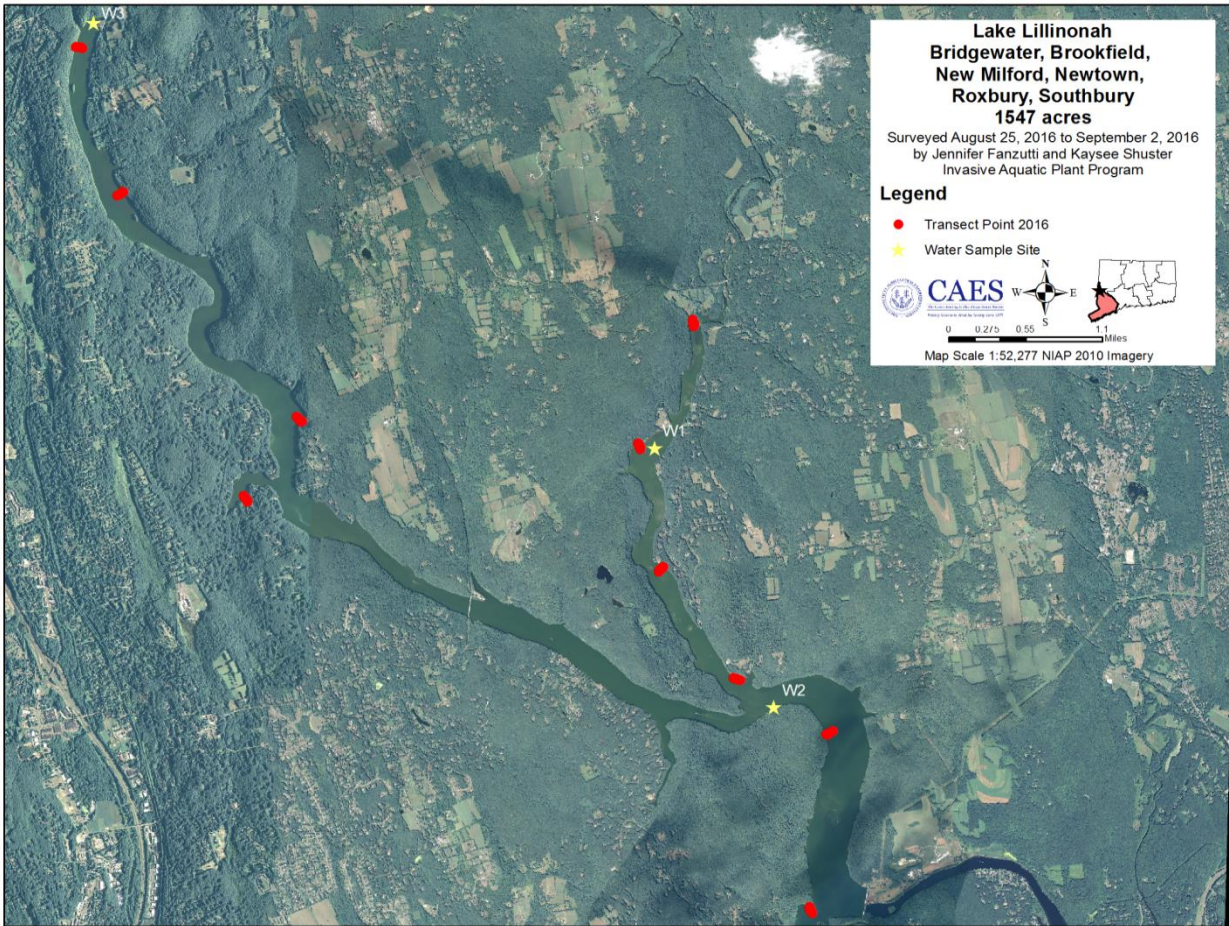 W3
Lake Lillinonah
Bridgewater, Brookfield,
New Milford, Newtown,
Roxbury, Southbury
1547 acres
Surveyed August 25, 2016 to September 2, 2016
by Jennifer Fanzutti and Kaysee Shuster
Invasive Aquatic Plant Program
Legend
Transect Point 2016
Water Sample Site
CAES
N
W E
S
0 0.275 0.55 1.1
Miles
Map Scale 1:52,277 NIAP 2010 Imagery
W1
W2